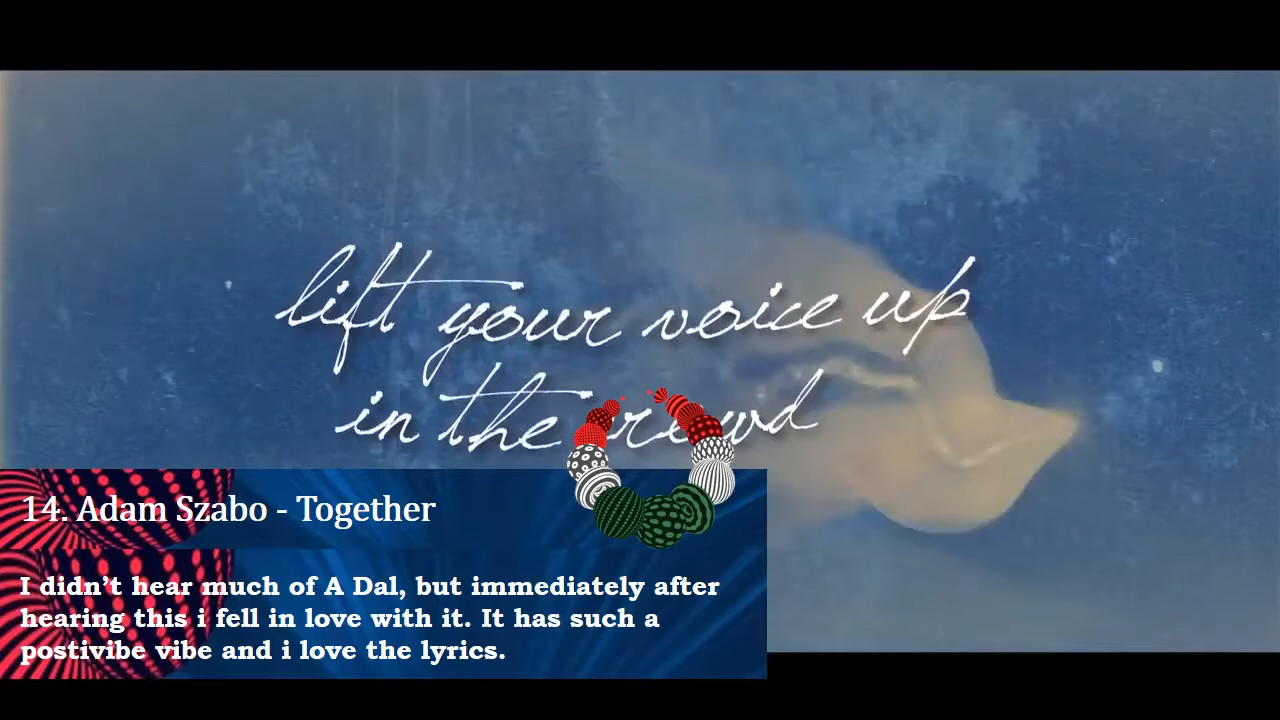 lift your voice up
in the crowd
14. Adam Szabo - Together
I didn't hear much of A Dal, but immediately after
hearing this i fell in love with it. It has such a
postivibe vibe and i love the lyrics.